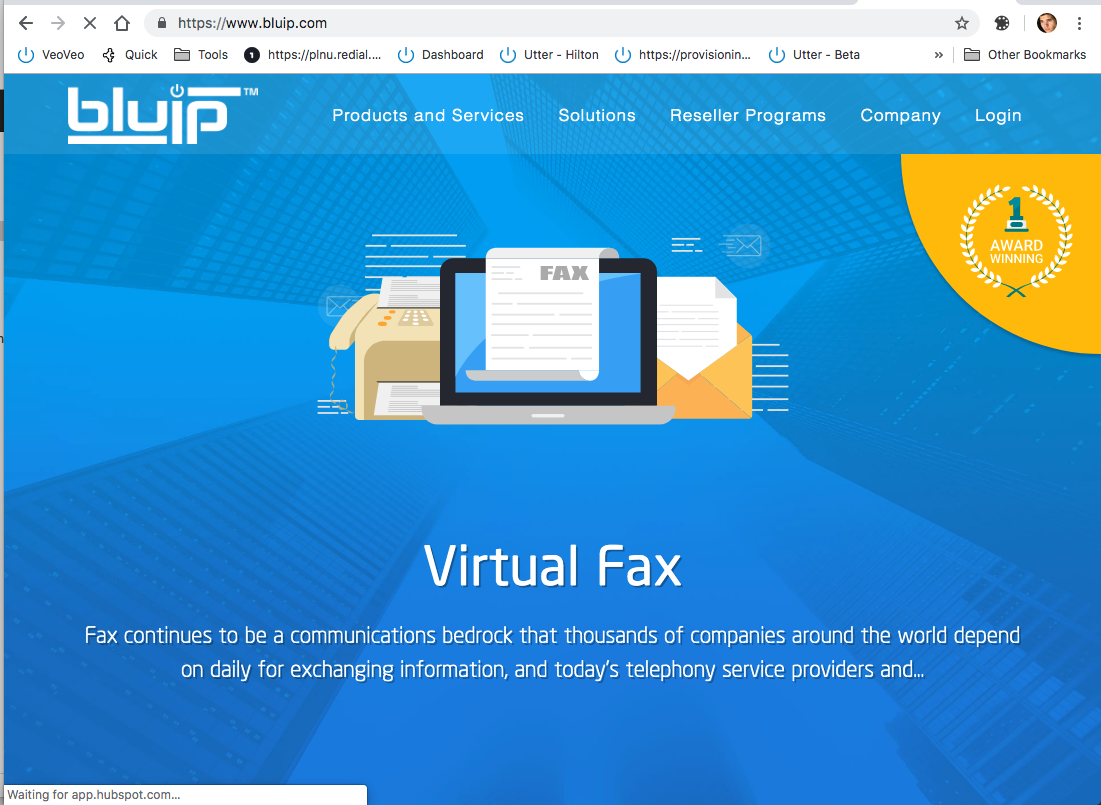 https://www.bluip.com
VeoVeo
Quick
Tools
1
https://plnu.redial....
Dashboard
Utter - Hilton
https://provisionin...
Utter - Beta
»
Other Bookmarks
bluip™
Products and Services
Solutions
Reseller Programs
Company
Login
1
AWARD
WINNING
FAX
Virtual Fax
Fax continues to be a communications bedrock that thousands of companies around the world depend
on daily for exchanging information, and today's telephony service providers and...
Waiting for app.hubspot.com...